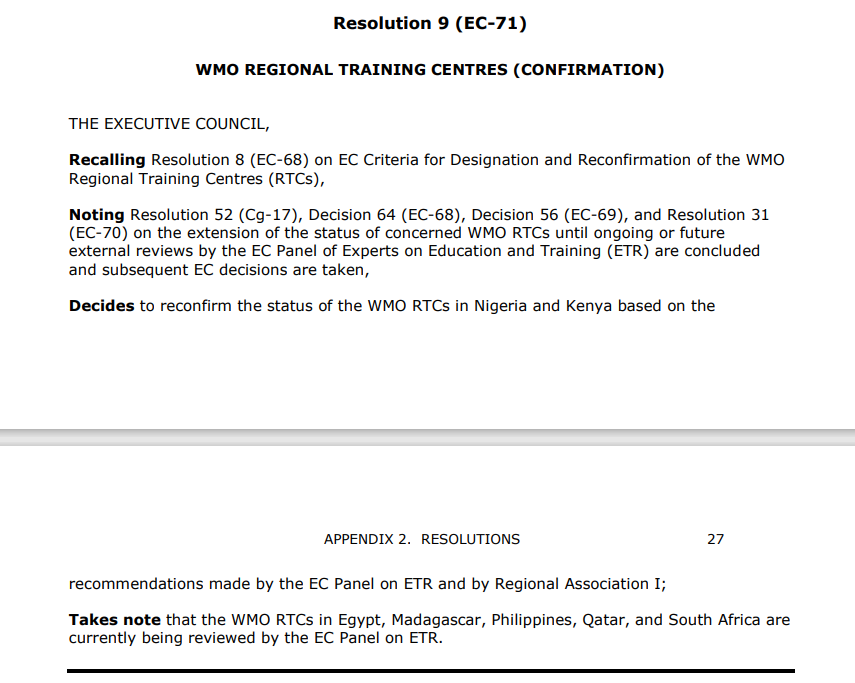 Resolution 9 (EC-71)
WMO REGIONAL TRAINING CENTRES (CONFIRMATION)
THE EXECUTIVE COUNCIL,
Recalling Resolution 8 (EC-68) on EC Criteria for Designation and Reconfirmation of the WMO
Regional Training Centres (RTCs),
Noting Resolution 52 (Cg-17), Decision 64 (EC-68), Decision 56 (EC-69), and Resolution 31
(EC-70) on the extension of the status of concerned WMO RTCs until ongoing or future
external reviews by the EC Panel of Experts on Education and Training (ETR) are concluded
and subsequent EC decisions are taken,
Decides to reconfirm the status of the WMO RTCs in Nigeria and Kenya based on the
APPENDIX 2. RESOLUTIONS 27
recommendations made by the EC Panel on ETR and by Regional Association I;
Takes note that the WMO RTCs in Egypt, Madagascar, Philippines, Qatar, and South Africa are
currently being reviewed by the EC Panel on ETR.